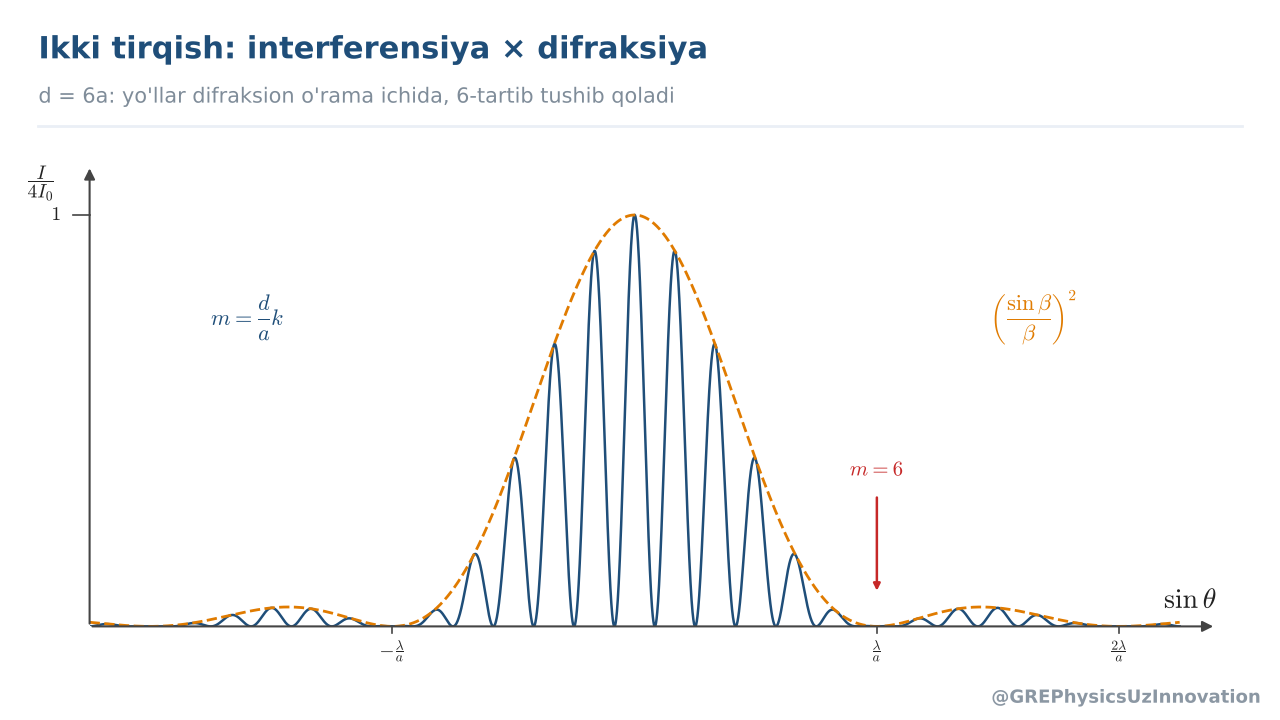 Ikki tirqish: interferensiya × difraksiya
d = 6a: yo'llar difraksion o'rama ichida, 6-tartib tushib qoladi
I/4I₀
1
m = d/a k
(sin β/β)²
m = 6
sin θ
−λ/a
λ/a
2λ/a
@GREPhysicsUzInnovation